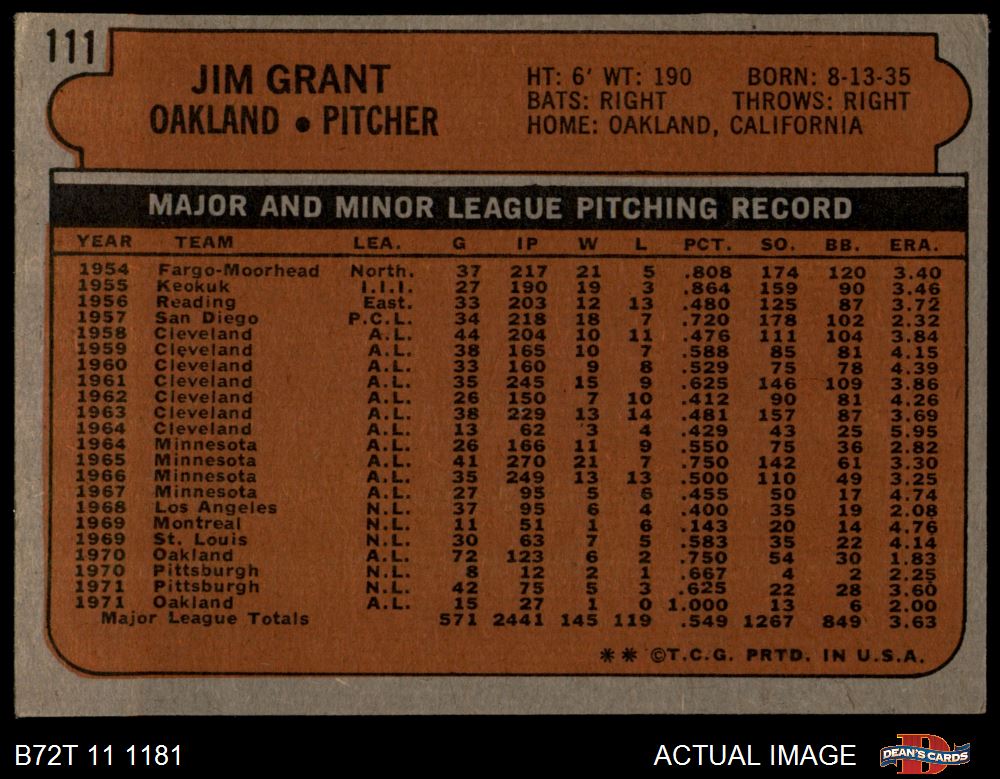 111
JIM GRANT
OAKLAND • PITCHER
HT: 6' WT: 190 BORN: 8-13-35
BATS: RIGHT THROWS: RIGHT
HOME: OAKLAND, CALIFORNIA
MAJOR AND MINOR LEAGUE PITCHING RECORD
YEAR TEAM LEA. G IP W L PCT. SO. BB. ERA.
1954 Fargo-Moorhead North. 37 217 21 5 .808 174 120 3.40
1955 Keokuk I.I.I. 27 190 19 3 .864 159 90 3.46
1956 Reading East. 33 203 12 13 .480 125 87 3.72
1957 San Diego P.C.L. 34 218 18 7 .720 178 102 2.32
1958 Cleveland A.L. 44 204 10 11 .476 111 104 3.84
1959 Cleveland A.L. 38 165 10 7 .588 85 81 4.15
1960 Cleveland A.L. 33 160 9 8 .529 75 78 4.39
1961 Cleveland A.L. 35 245 15 9 .625 146 109 3.86
1962 Cleveland A.L. 26 150 7 10 .412 90 81 4.26
1963 Cleveland A.L. 38 229 13 14 .481 157 87 3.69
1964 Cleveland A.L. 13 62 3 4 .429 43 25 5.95
1964 Minnesota A.L. 26 166 11 9 .550 75 36 2.82
1965 Minnesota A.L. 41 270 21 7 .750 142 61 3.30
1966 Minnesota A.L. 35 249 13 13 .500 110 49 3.25
1967 Minnesota A.L. 27 95 5 6 .455 50 17 4.74
1968 Los Angeles N.L. 37 95 6 4 .400 35 19 2.08
1969 Montreal N.L. 11 51 1 6 .143 20 14 4.76
1969 St. Louis N.L. 30 63 7 5 .583 35 22 4.14
1970 Oakland A.L. 72 123 6 2 .750 54 30 1.83
1970 Pittsburgh N.L. 8 12 2 1 .667 4 2 2.25
1971 Pittsburgh N.L. 42 75 5 3 .625 22 28 3.60
1971 Oakland A.L. 15 27 1 0 1.000 13 6 2.00
Major League Totals 571 2441 145 119 .549 1267 849 3.63
** ©T.C.G. PRTD. IN U.S.A.
B72T 11 1181 ACTUAL IMAGE DEAN'S CARDS